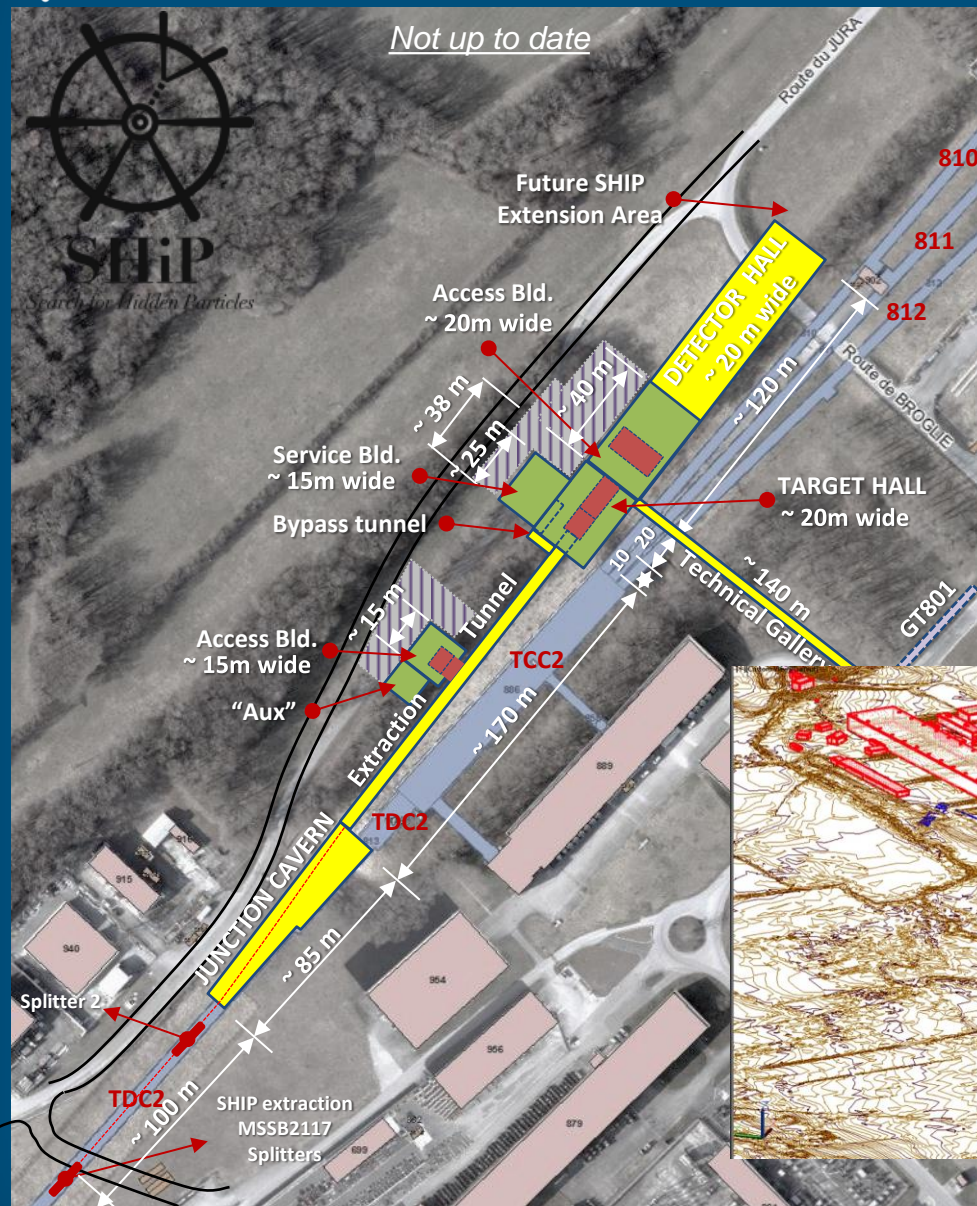 Not up to date
SHiP
Search for Hidden Particles
Route du JURA
810
811
812
Future SHIP
Extension Area
DETECTOR HALL
~ 20 m wide
902
Access Bld.
~ 20m wide
~ 120 m
Route de BROGLIE
~ 38 m
~ 40 m
~ 25 m
Service Bld.
~ 15m wide
TARGET HALL
~ 20m wide
Bypass tunnel
10
20
~ 140 m
Technical Gallery
GT801
Tunnel
Extraction
~ 15 m
Access Bld.
~ 15m wide
"Aux"
TCC2
~ 170 m
889
TDC2
JUNCTION CAVERN
915
940
~ 85 m
954
Splitter 2
956
TDC2
~ 100 m
SHIP extraction
MSSB2117
Splitters
879